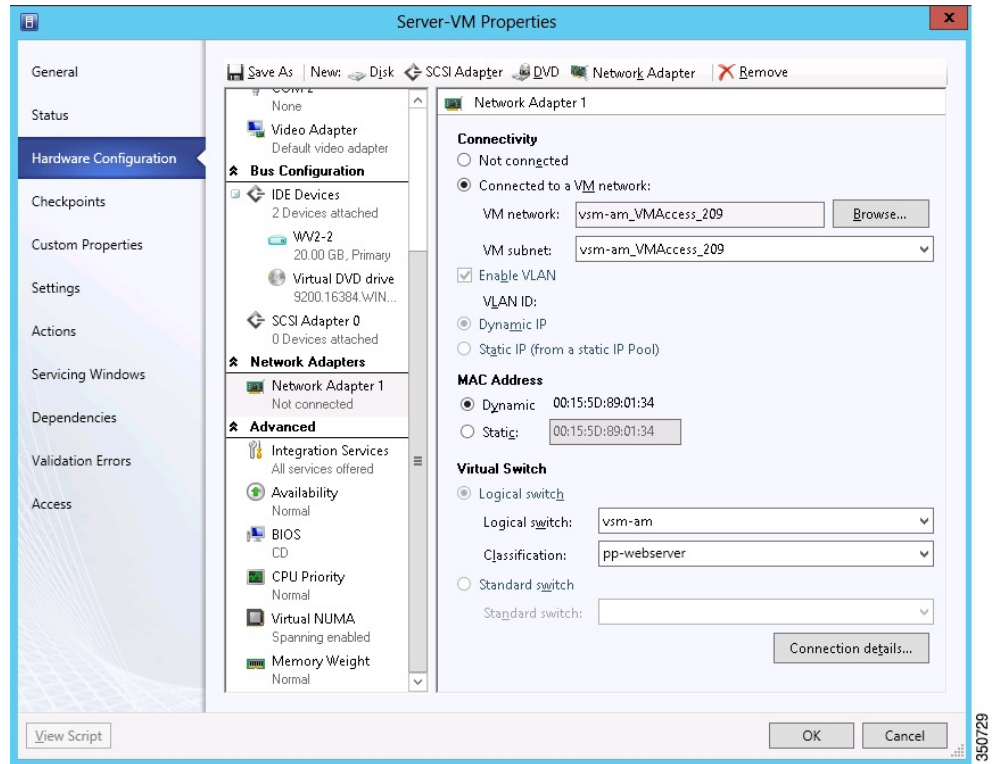 Server-VM Properties
x
General
Status
Hardware Configuration
Checkpoints
Custom Properties
Settings
Actions
Servicing Windows
Dependencies
Validation Errors
Access
Save As New: Disk SCSI Adapter DVD Network Adapter Remove
COM 2
None
Video Adapter
Default video adapter
Bus Configuration
IDE Devices
2 Devices attached
WV2-2
20.00 GB, Primary
Virtual DVD drive
9200.16384.WIN...
SCSI Adapter 0
0 Devices attached
Network Adapters
Network Adapter 1
Not connected
Advanced
Integration Services
All services offered
Availability
Normal
BIOS
CD
CPU Priority
Normal
Virtual NUMA
Spanning enabled
Memory Weight
Normal
Network Adapter 1
Connectivity
Not connected
Connected to a VM network:
VM network: vsm-am_VMAccess_209 Browse...
VM subnet: vsm-am_VMAccess_209
Enable VLAN
VLAN ID:
Dynamic IP
Static IP (from a static IP Pool)
MAC Address
Dynamic 00:15:5D:89:01:34
Static: 00:15:5D:89:01:34
Virtual Switch
Logical switch
Logical switch: vsm-am
Classification: pp-webserver
Standard switch
Standard switch:
Connection details...
View Script
OK Cancel
350729